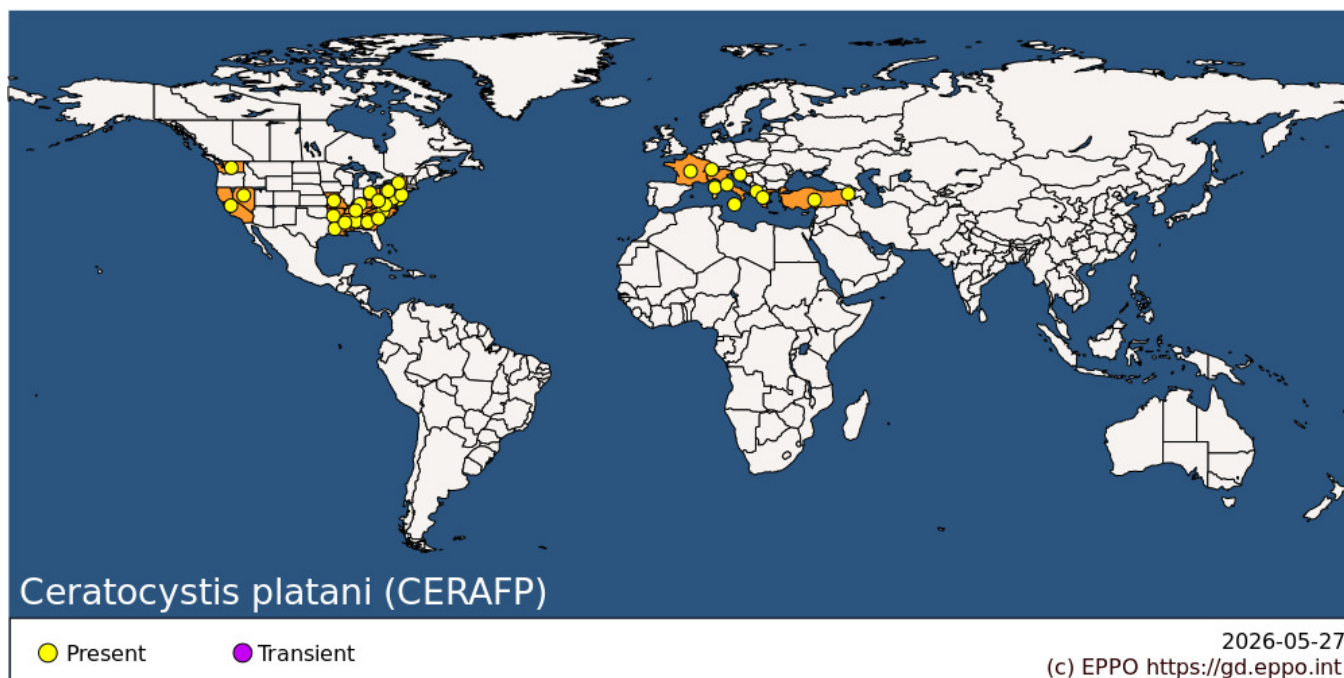 Ceratocystis platani (CERAFP)
Present
Transient
2026-05-27
(c) EPPO https://gd.eppo.int